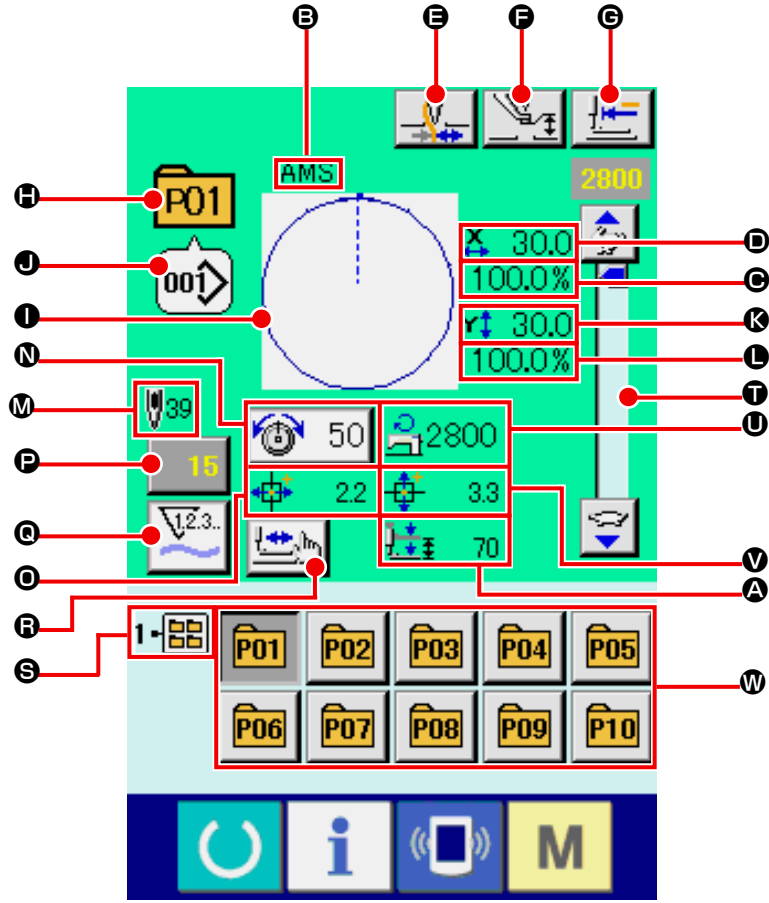 B E F G
AMS
2800
H P01
X 30.0 D
J 001 100.0% C
I Y 30.0 K
N 100.0% L
M 39 T
50 2800 U
P 15
2.2 3.3
Q 1.2.3..
70 V
O A
R
1 P01 P02 P03 P04 P05
S W
P06 P07 P08 P09 P10
i M